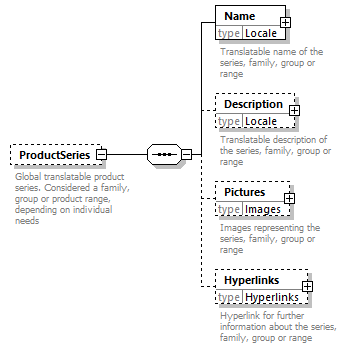 Name
type Locale
Translatable name of the
series, family, group or
range
Description
type Locale
Translatable description of
the series, family, group or
range
ProductSeries
Global translatable product
series. Considered a family,
group or product range,
depending on individual
needs
Pictures
type Images
Images representing the
series, family, group or
range
Hyperlinks
type Hyperlinks
Hyperlink for further
information about the series,
family, group or range